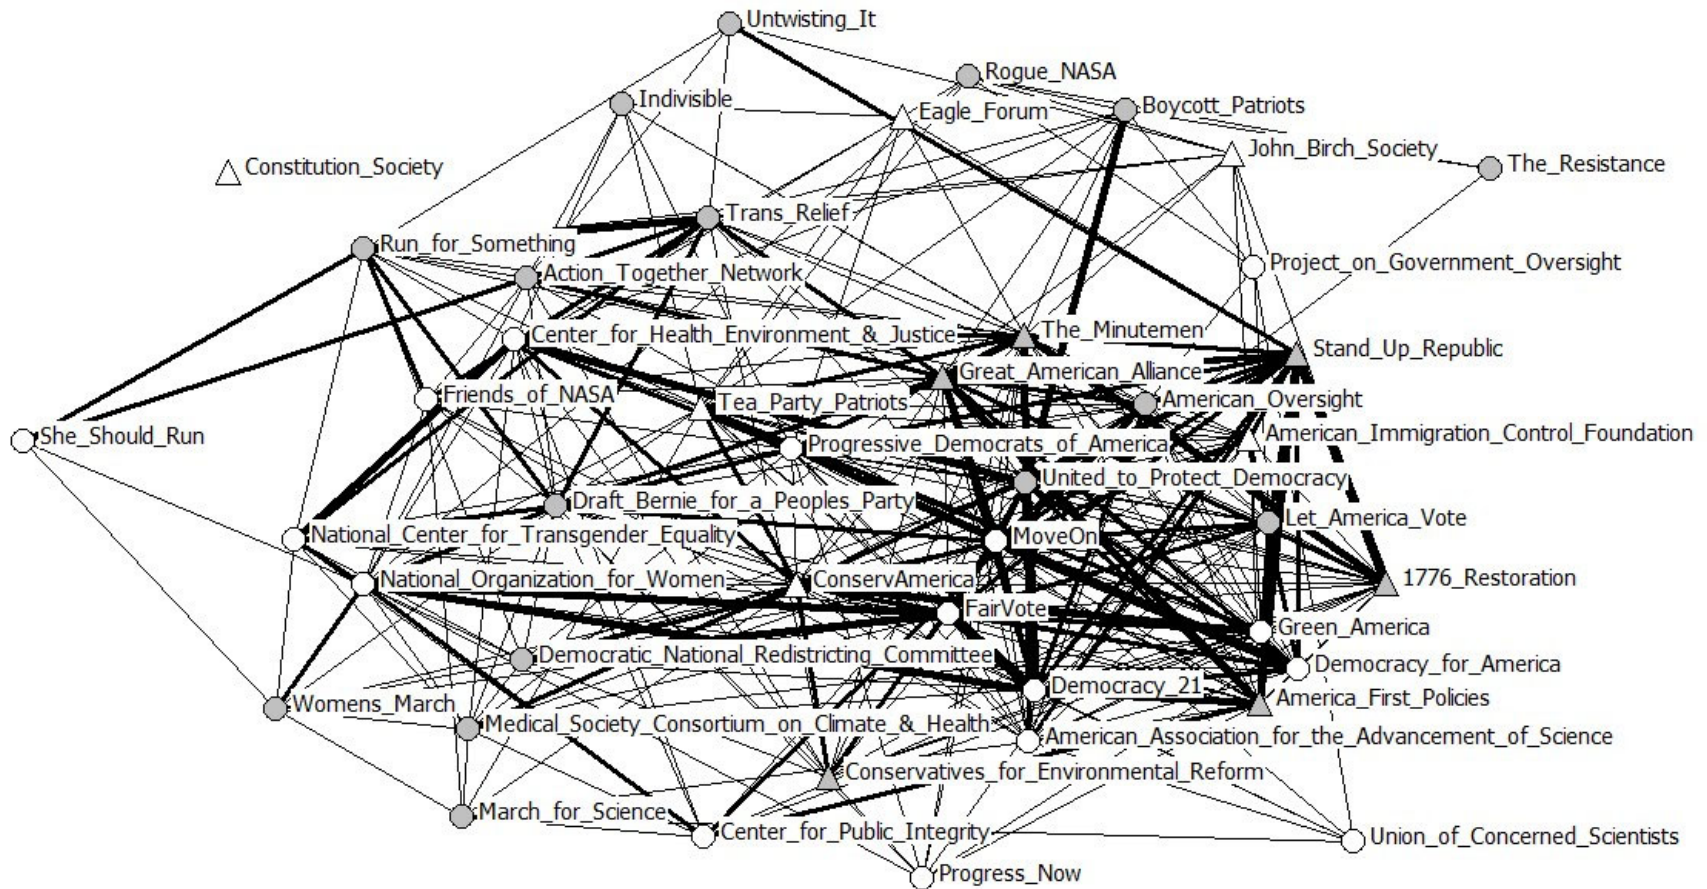 Untwisting_It
Rogue_NASA
Indivisible
Boycott_Patriots
Eagle_Forum
John_Birch_Society
The_Resistance
Constitution_Society
Trans_Relief
Run_for_Something
Project_on_Government_Oversight
Action_Together_Network
The_Minutemen
Center_for_Health_Environment_&_Justice
Stand_Up_Republic
Great_American_Alliance
Friends_of_NASA
American_Oversight
Tea_Party_Patriots
She_Should_Run
American_Immigration_Control_Foundation
Progressive_Democrats_of_America
United_to_Protect_Democracy
Draft_Bernie_for_a_Peoples_Party
Let_America_Vote
National_Center_for_Transgender_Equality
MoveOn
National_Organization_for_Women
ConservAmerica
1776_Restoration
FairVote
Green_America
Democratic_National_Redistricting_Committee
Democracy_for_America
Democracy_21
America_First_Policies
Womens_March
Medical_Society_Consortium_on_Climate_&_Health
American_Association_for_the_Advancement_of_Science
Conservatives_for_Environmental_Reform
March_for_Science
Center_for_Public_Integrity
Union_of_Concerned_Scientists
Progress_Now